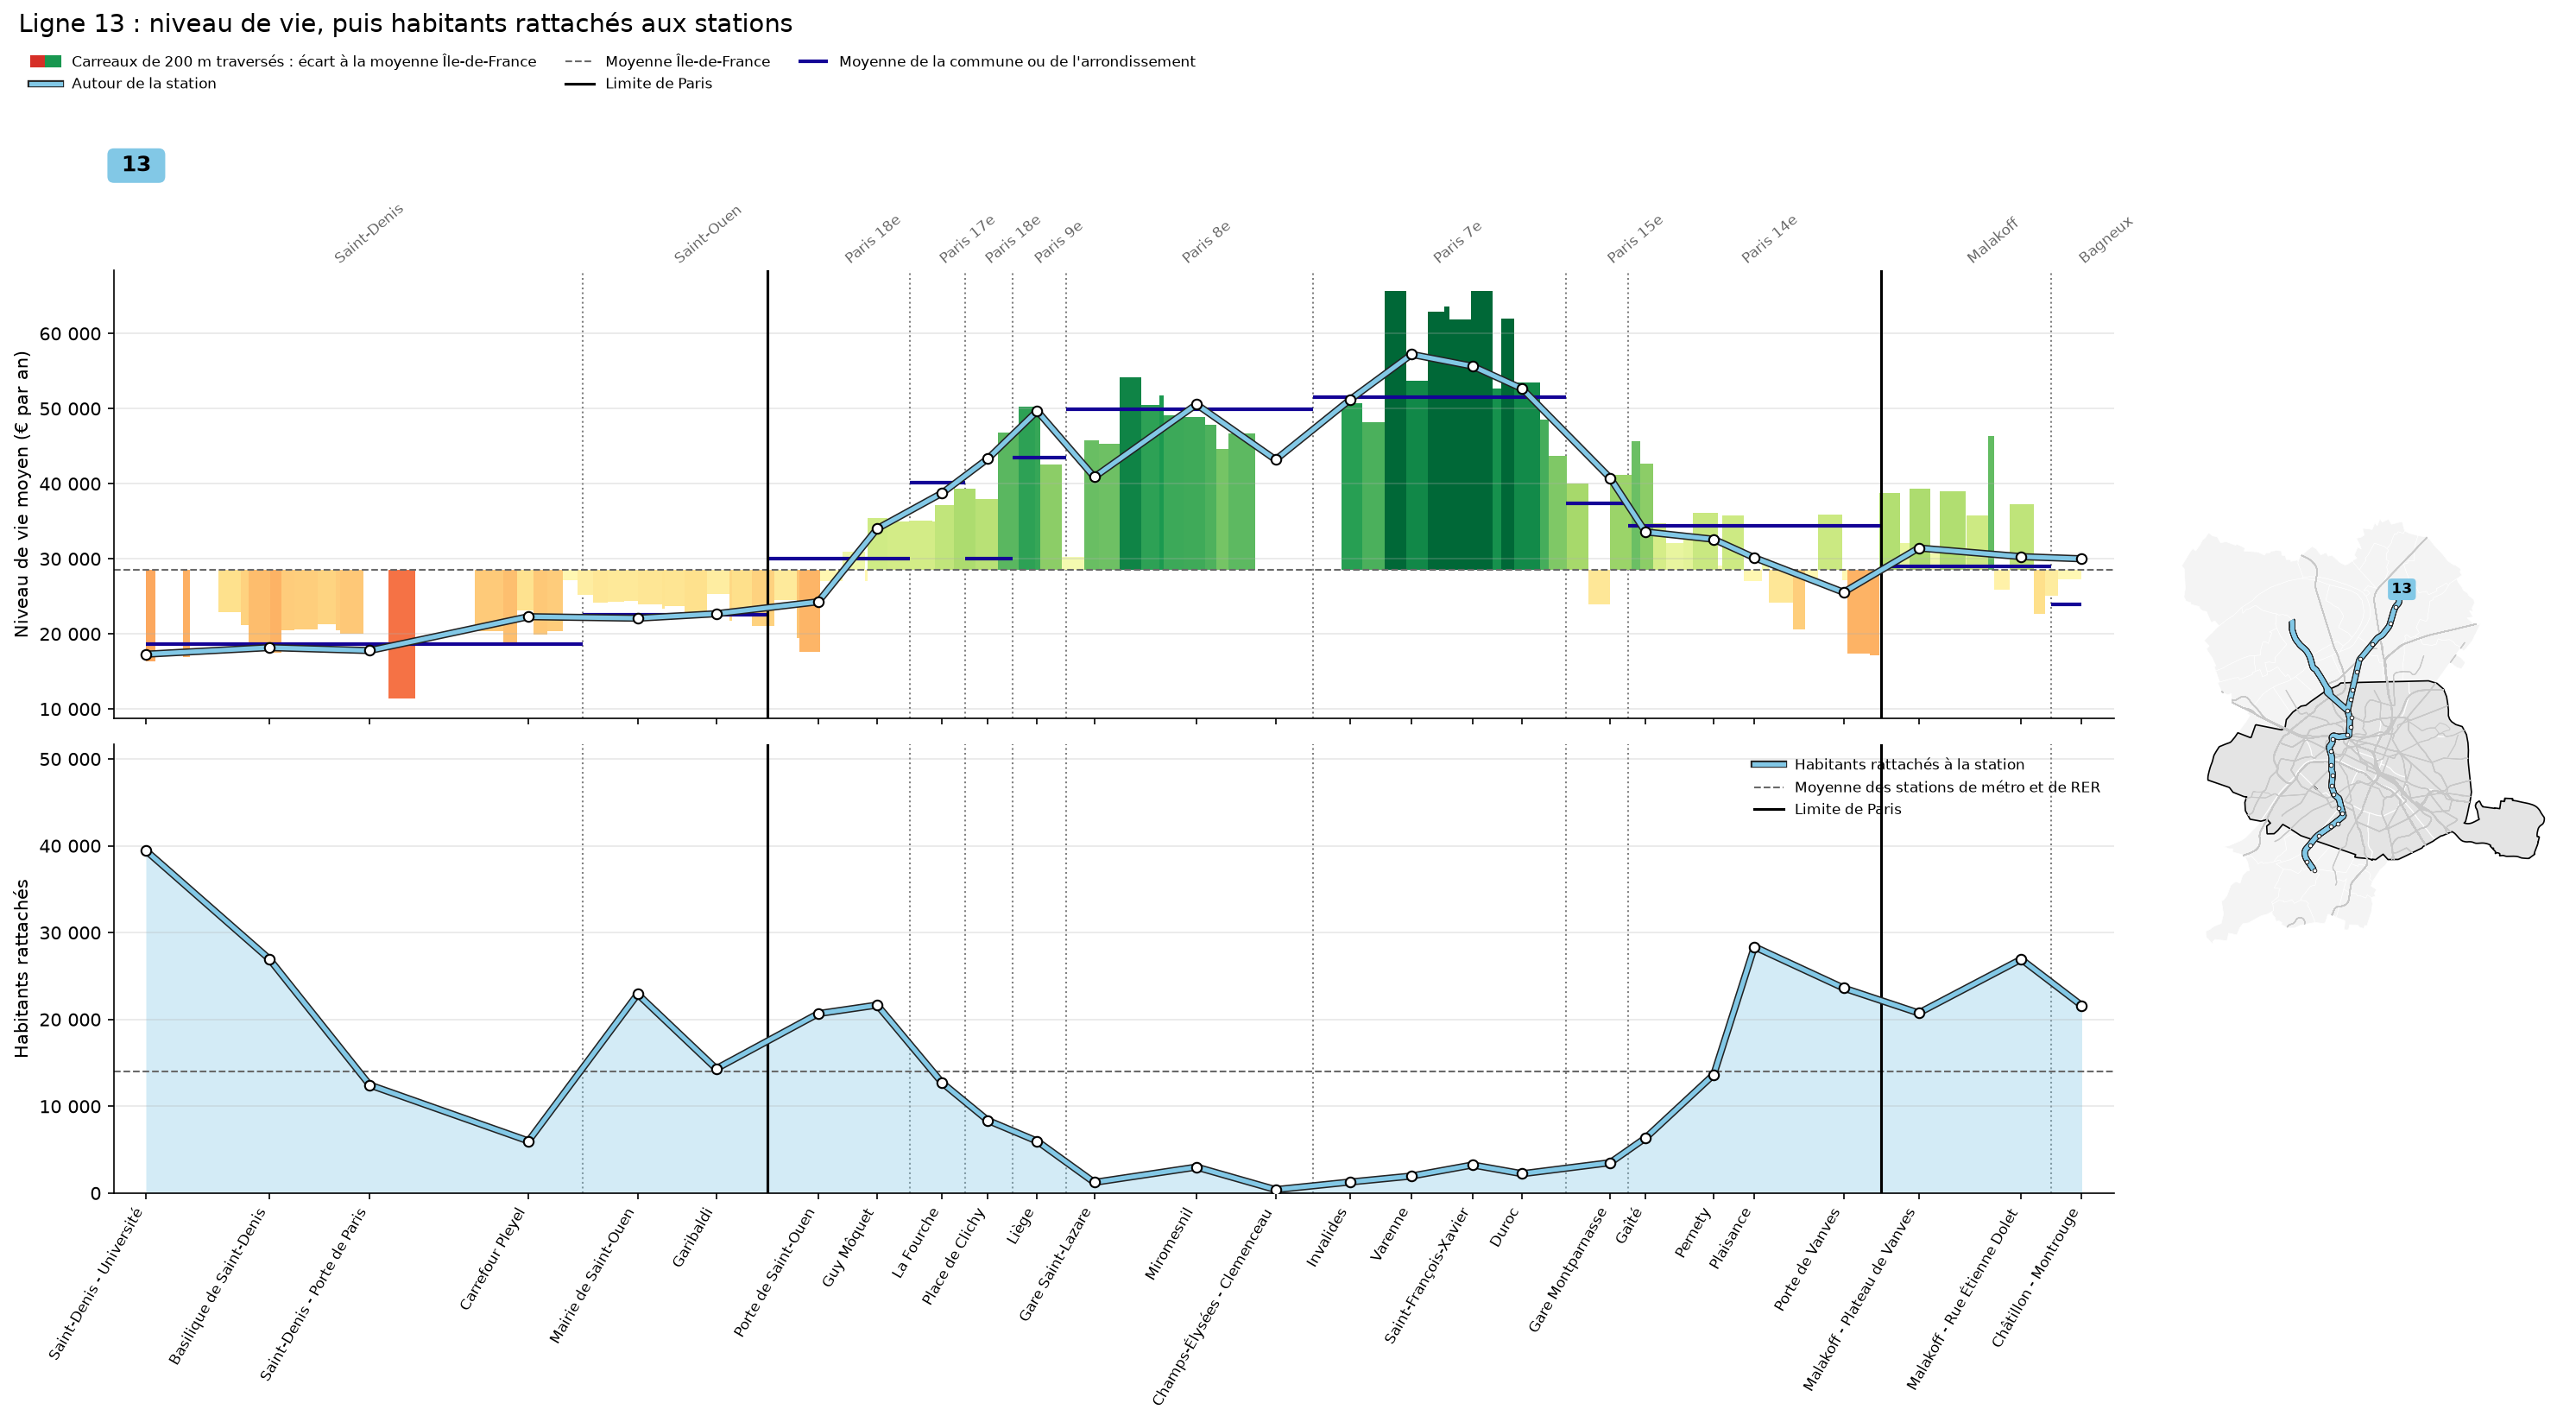 Ligne 13 : niveau de vie, puis habitants rattachés aux stations
Carreaux de 200 m traversés : écart à la moyenne Île-de-France
Autour de la station
Moyenne Île-de-France
Limite de Paris
Moyenne de la commune ou de l'arrondissement
13
Saint-Denis
Saint-Ouen
Paris 18e
Paris 17e
Paris 18e
Paris 9e
Paris 8e
Paris 7e
Paris 15e
Paris 14e
Malakoff
Bagneux
Niveau de vie moyen (€ par an)
60 000
50 000
40 000
30 000
20 000
10 000
13
Habitants rattachés
50 000
40 000
30 000
20 000
10 000
0
Habitants rattachés à la station
Moyenne des stations de métro et de RER
Limite de Paris
Saint-Denis - Université
Basilique de Saint-Denis
Saint-Denis - Porte de Paris
Carrefour Pleyel
Mairie de Saint-Ouen
Garibaldi
Porte de Saint-Ouen
Guy Môquet
La Fourche
Place de Clichy
Liège
Gare Saint-Lazare
Miromesnil
Champs-Élysées - Clemenceau
Invalides
Varenne
Saint-François-Xavier
Duroc
Gare Montparnasse
Gaîté
Pernety
Plaisance
Porte de Vanves
Malakoff - Plateau de Vanves
Malakoff - Rue Étienne Dolet
Châtillon - Montrouge